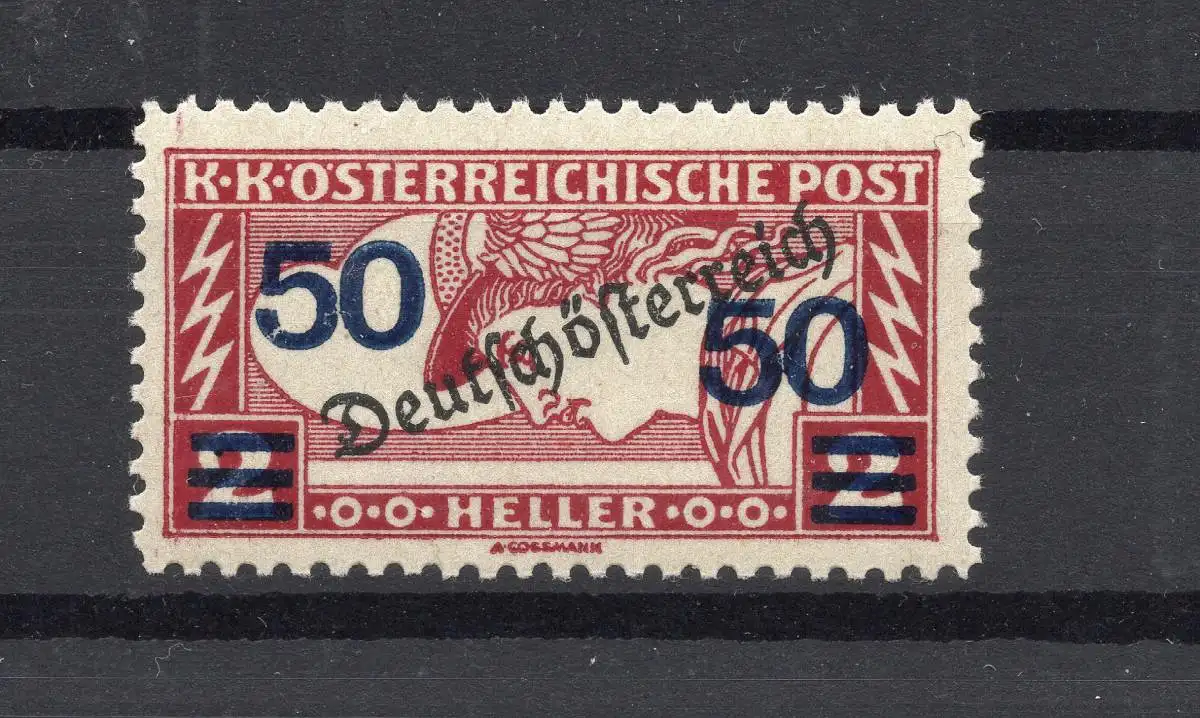 K·K·ÖSTERREICHISCHE POST
50
Deutschösterreich
50
2
2
·O·O· HELLER ·O·O·
A·COSSMANN